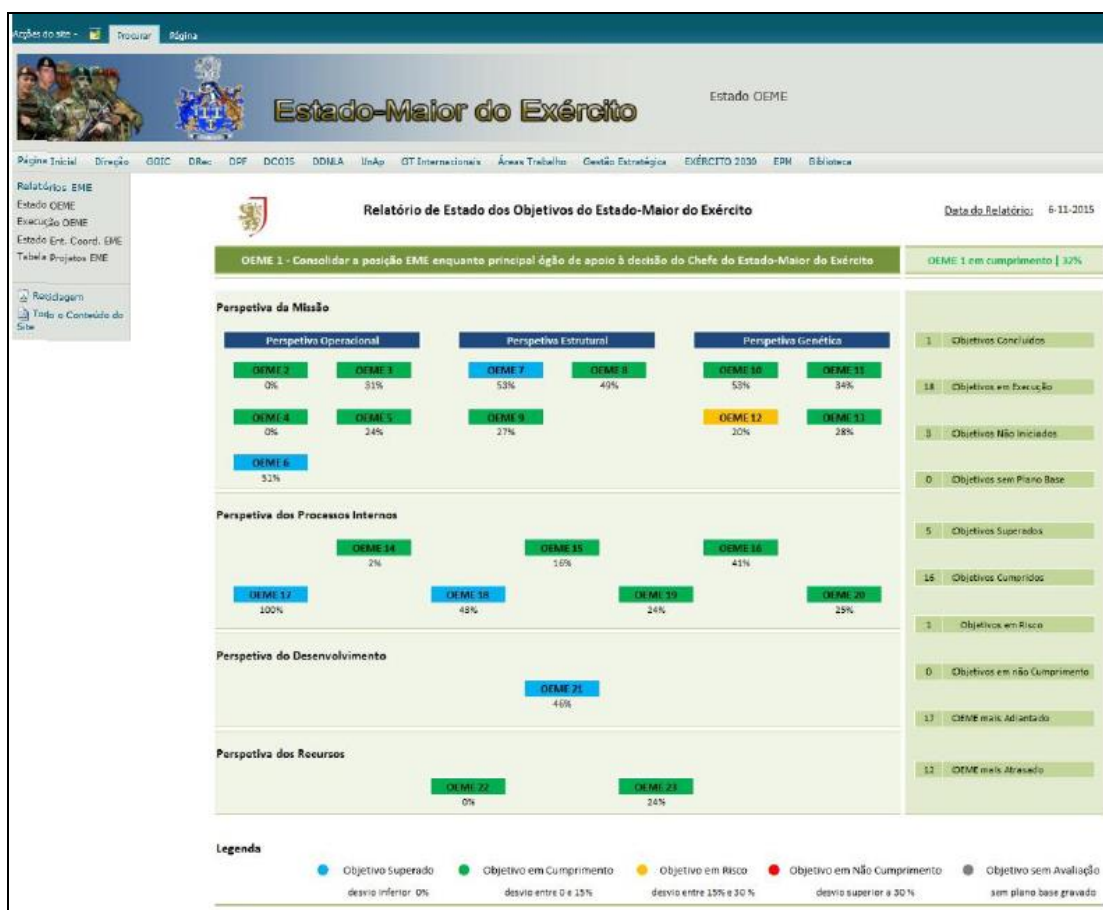 Acções do site -   Procurar   Página
Estado-Maior do Exército   Estado OEME
Página Inicial   Direção   GGIC   DRec   DPF   DCOIS   DDNLA   UnAp   GT Internacionais   Áreas Trabalho   Gestão Estratégica   EXÉRCITO 2030   EPM   Biblioteca
Relatórios EME
Estado OEME
Execução OEME
Estado Ent. Coord. EME
Tabela Projetos EME
Reciclagem
Todo o Conteúdo do
Site
Relatório de Estado dos Objetivos do Estado-Maior do Exército   Data do Relatório: 6-11-2015
OEME 1 - Consolidar a posição EME enquanto principal égão de apoio à decisão do Chefe do Estado-Maior do Exército   OEME 1 em cumprimento | 32%
Perspetiva da Missão
Perspetiva Operacional   Perspetiva Estrutural   Perspetiva Genética
OEME 2   OEME 3   OEME 7   OEME 8   OEME 10   OEME 11
0%   31%   53%   49%   53%   34%
OEME 4   OEME 5   OEME 9   OEME 12   OEME 13
0%   24%   27%   20%   28%
OEME 6
51%
Perspetiva dos Processos Internos
OEME 14   OEME 15   OEME 16
2%   16%   41%
OEME 17   OEME 18   OEME 19   OEME 20
100%   48%   24%   25%
Perspetiva do Desenvolvimento
OEME 21
46%
Perspetiva dos Recursos
OEME 22   OEME 23
0%   24%
1   Objetivos Concluídos
18   Objetivos em Execução
3   Objetivos Não Iniciados
0   Objetivos sem Plano Base
5   Objetivos Superados
16   Objetivos Cumpridos
1   Objetivos em Risco
0   Objetivos em não Cumprimento
17   OEME mais Adiantado
12   OEME mais Atrasado
Legenda
Objetivo Superado   Objetivo em Cumprimento   Objetivo em Risco   Objetivo em Não Cumprimento   Objetivo sem Avaliação
desvio Inferior 0%   desvio entre 0 e 15%   desvio entre 15% e 30 %   desvio superior a 30 %   sem plano base gravado